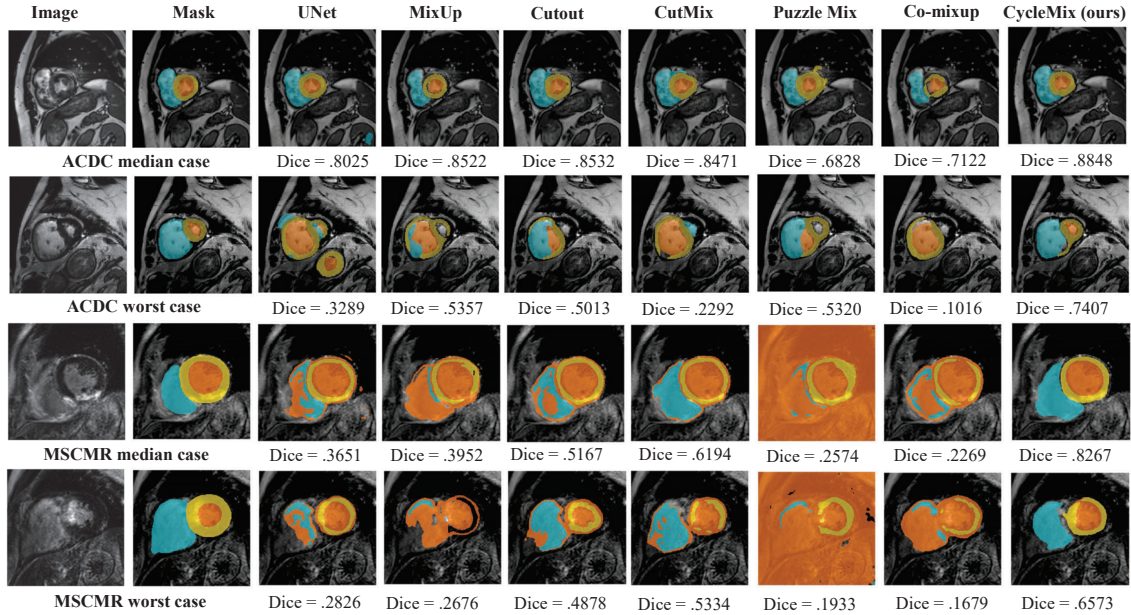 Image Mask UNet MixUp Cutout CutMix Puzzle Mix Co-mixup CycleMix (ours)
ACDC median case Dice = .8025 Dice = .8522 Dice = .8532 Dice = .8471 Dice = .6828 Dice = .7122 Dice = .8848
ACDC worst case Dice = .3289 Dice = .5357 Dice = .5013 Dice = .2292 Dice = .5320 Dice = .1016 Dice = .7407
MSCMR median case Dice = .3651 Dice = .3952 Dice = .5167 Dice = .6194 Dice = .2574 Dice = .2269 Dice = .8267
MSCMR worst case Dice = .2826 Dice = .2676 Dice = .4878 Dice = .5334 Dice = .1933 Dice = .1679 Dice = .6573